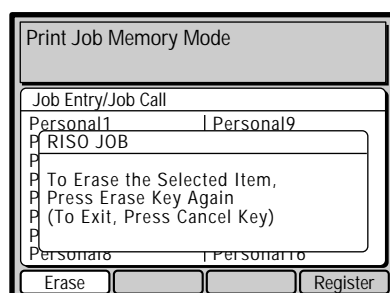 Print Job Memory Mode
Job Entry/Job Call
Personal1 Personal9
P RISO JOB
P
P To Erase the Selected Item,
P Press Erase Key Again
P (To Exit, Press Cancel Key)
P
Personal8 Personal16
Erase Register